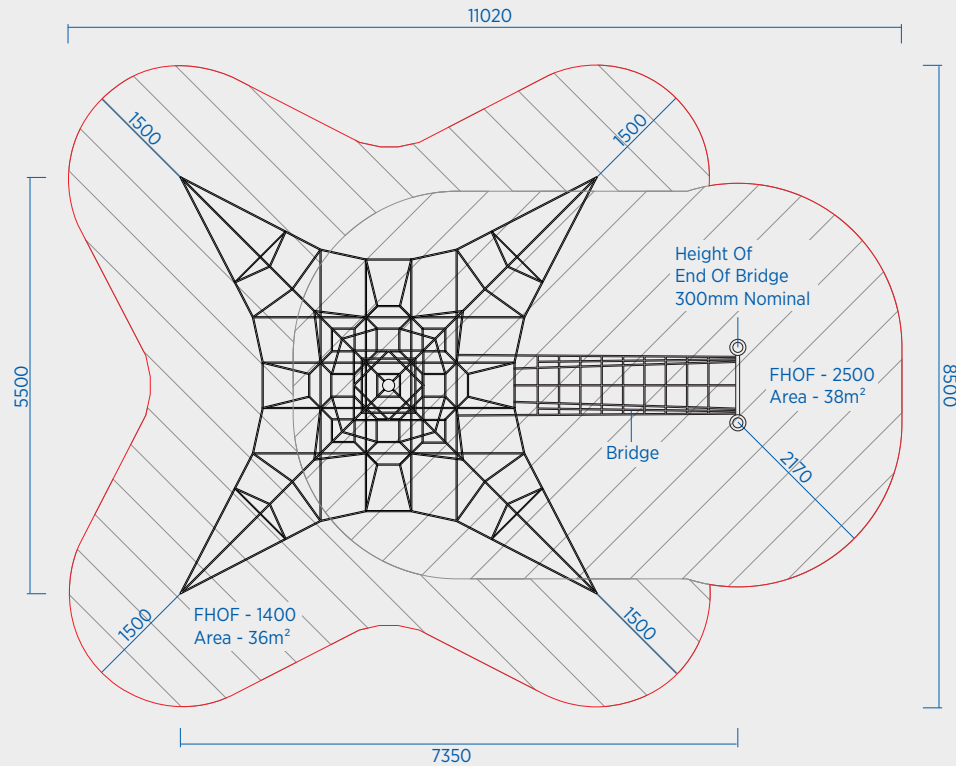 11020
1500
1500
5500
Height Of
End Of Bridge
300mm Nominal
FHOF - 2500
Area - 38m²
8500
Bridge
2170
FHOF - 1400
Area - 36m²
1500
1500
7350